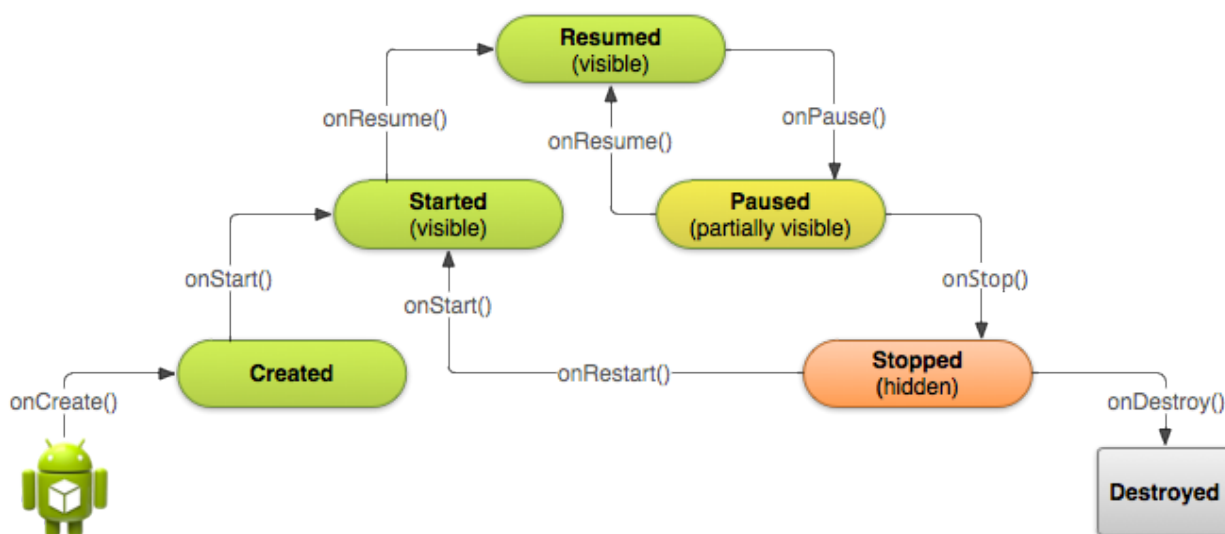 Resumed
(visible)
onResume()
onResume()
onPause()
Started
(visible)
Paused
(partially visible)
onStart()
onStart()
onStop()
Created
onRestart()
Stopped
(hidden)
onCreate()
onDestroy()
Destroyed